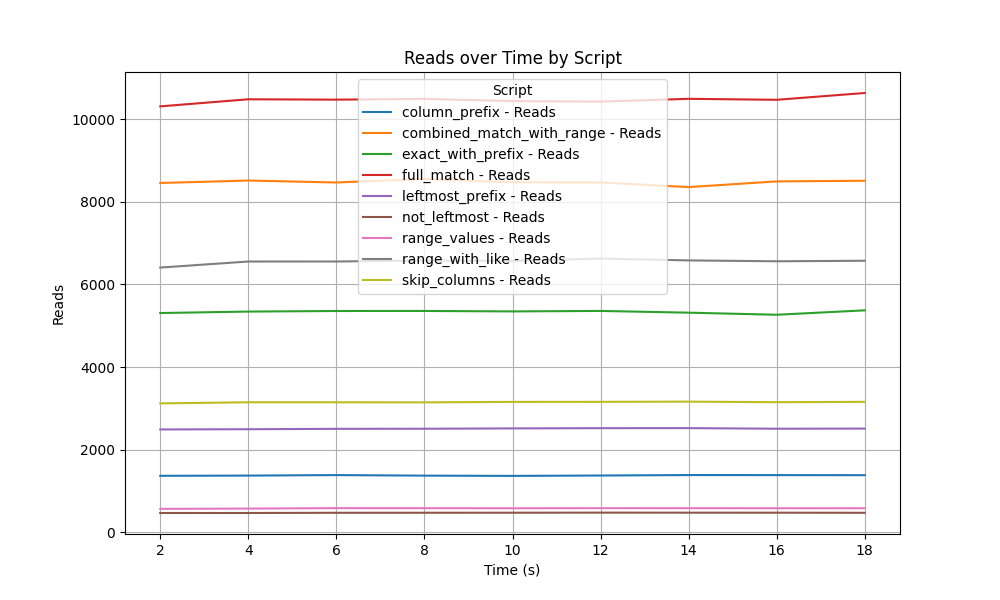 Reads over Time by Script
Script
column_prefix - Reads
combined_match_with_range - Reads
exact_with_prefix - Reads
full_match - Reads
leftmost_prefix - Reads
not_leftmost - Reads
range_values - Reads
range_with_like - Reads
skip_columns - Reads
10000
8000
6000
4000
2000
0
Reads
2 4 6 8 10 12 14 16 18
Time (s)